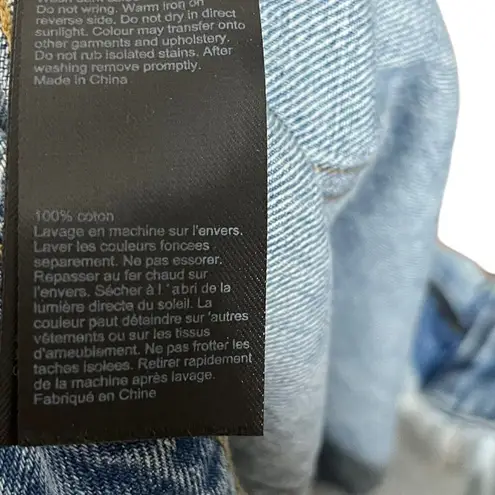 Do not wring. Warm iron on
reverse side. Do not dry in direct
sunlight. Colour may transfer onto
other garments and upholstery.
Do not rub isolated stains. After
washing remove promptly.
Made in China
100% coton
Lavage en machine sur l'envers.
Laver les couleurs foncees
separement. Ne pas essorer.
Repasser au fer chaud sur
l'envers. Sécher à l ' abri de la
lumière directe du soleil. La
couleur paut déteindre sur 'autres
vêtements ou sur les tissus
d'ameublement. Ne pas frotter les
taches isolees. Retirer rapidement
de la machine après lavage.
Fabriqué en Chine